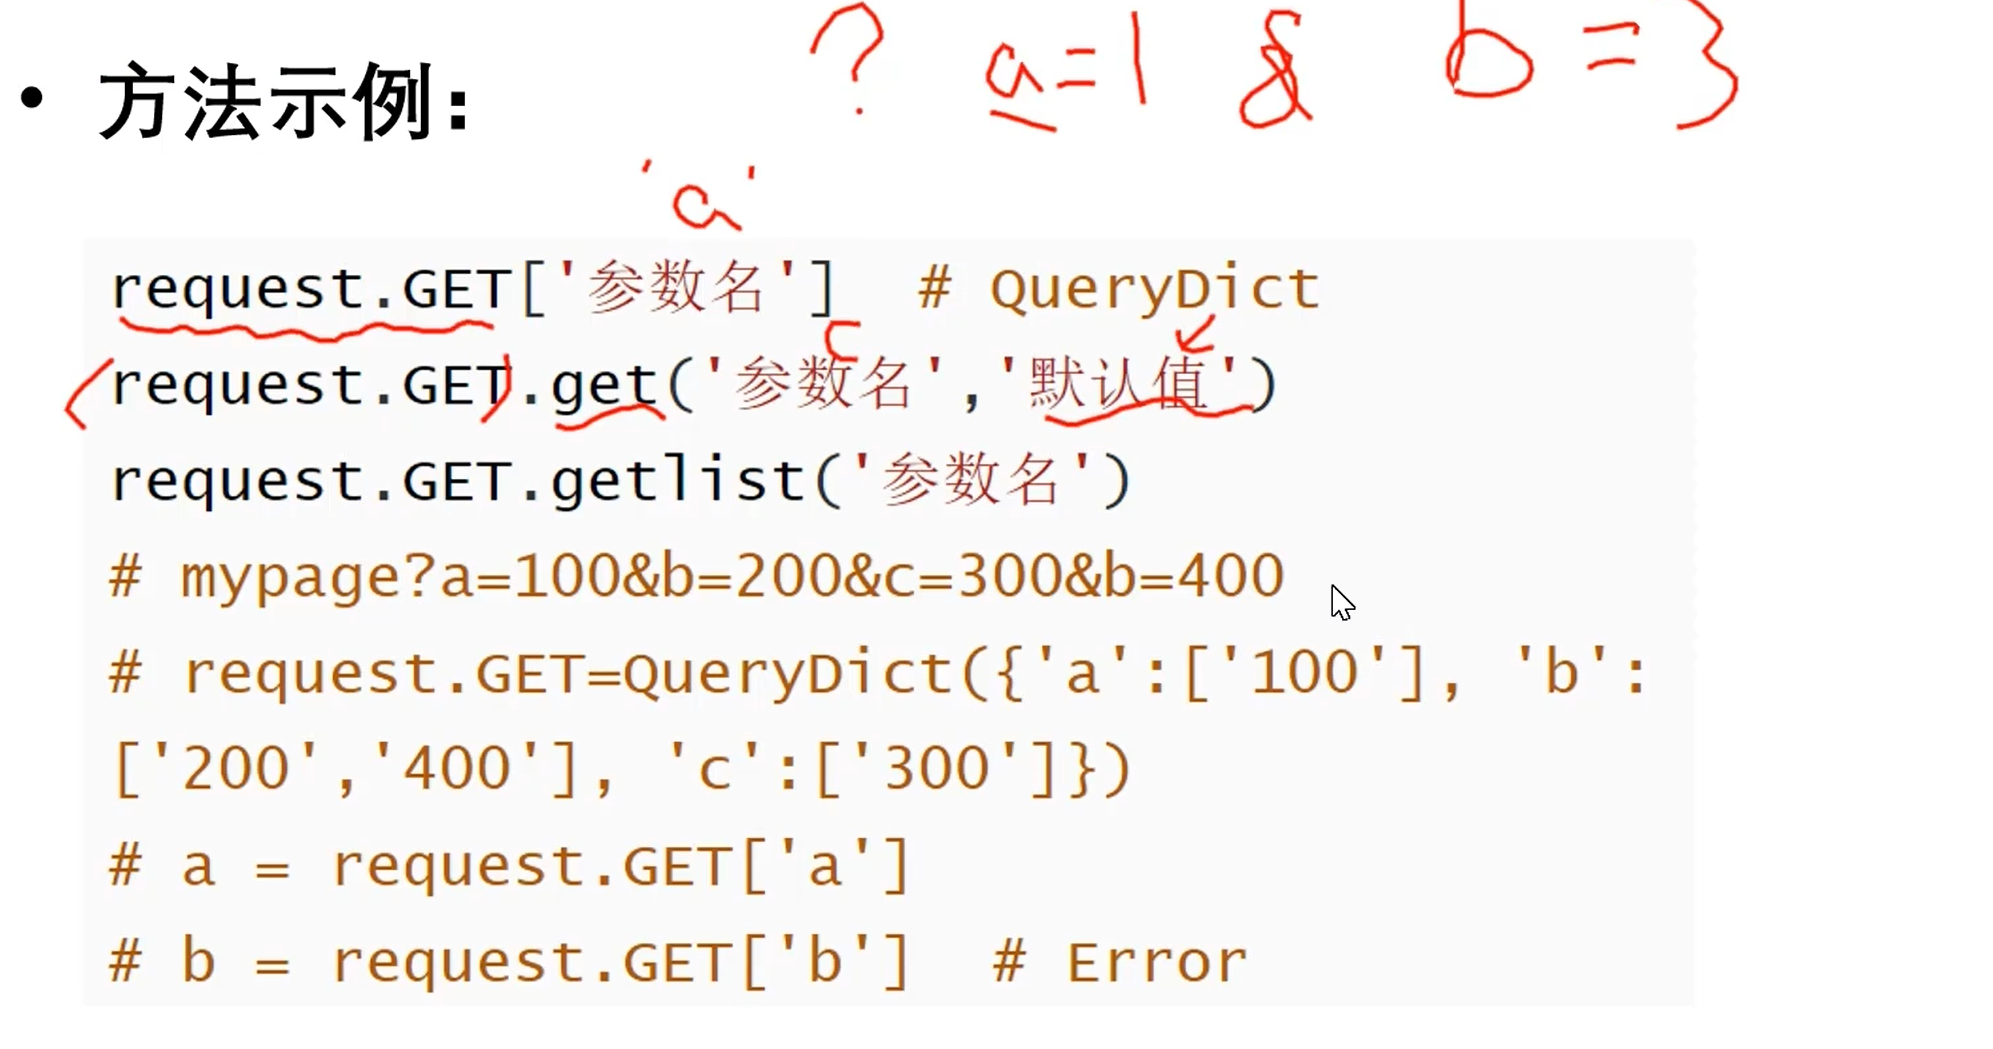 ? a=1 & b=3
• 方法示例：
'a'
request.GET['参数名']  # QueryDict
c
(request.GET).get('参数名','默认值')
request.GET.getlist('参数名')
# mypage?a=100&b=200&c=300&b=400
# request.GET=QueryDict({'a':['100'], 'b':
['200','400'], 'c':['300']})
# a = request.GET['a']
# b = request.GET['b']  # Error